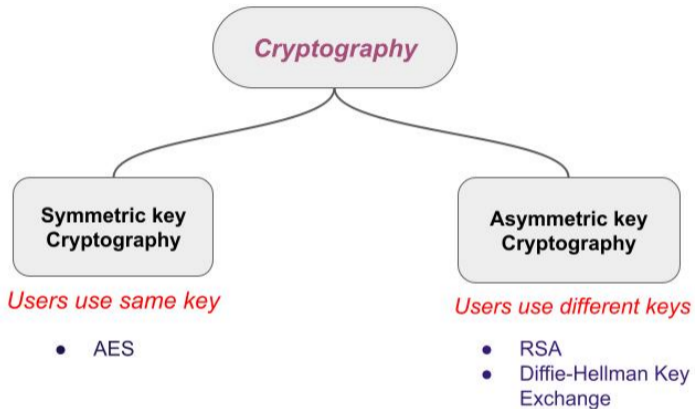 Cryptography
Symmetric key
Cryptography
Users use same key
● AES
Asymmetric key
Cryptography
Users use different keys
● RSA
● Diffie-Hellman Key
Exchange